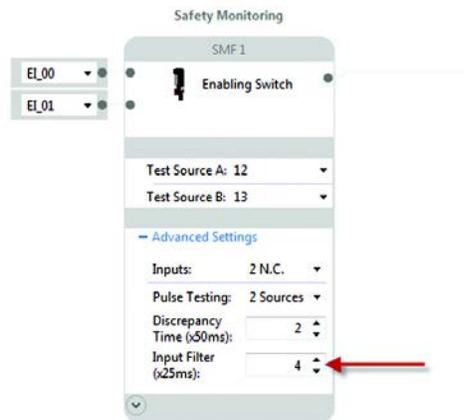 Safety Monitoring
SMF 1
EI_00
Enabling Switch
EI_01
Test Source A: 12
Test Source B: 13
Advanced Settings
Inputs: 2 N.C.
Pulse Testing: 2 Sources
Discrepancy
Time (x50ms): 2
Input Filter
(x25ms): 4